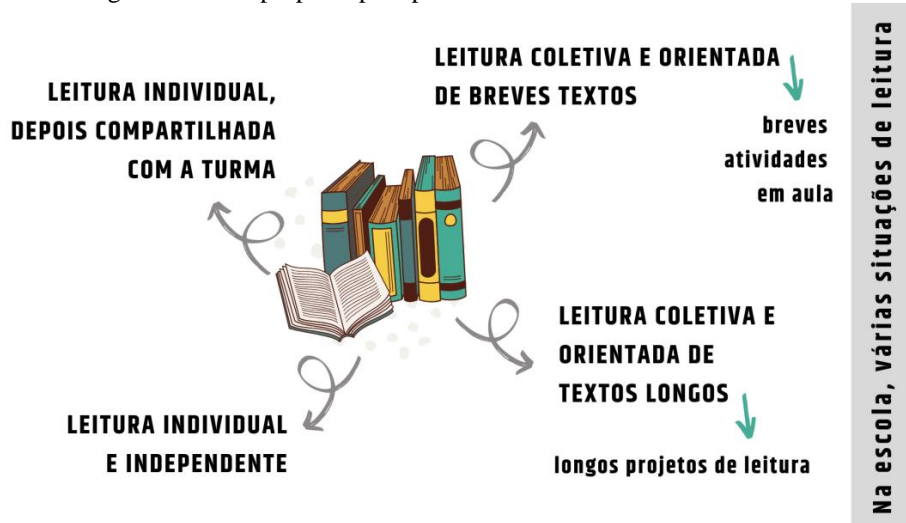 LEITURA COLETIVA E ORIENTADA
DE BREVES TEXTOS
breves
atividades
em aula
LEITURA INDIVIDUAL,
DEPOIS COMPARTILHADA
COM A TURMA
LEITURA COLETIVA E
ORIENTADA DE
TEXTOS LONGOS
longos projetos de leitura
LEITURA INDIVIDUAL
E INDEPENDENTE
Na escola, várias situações de leitura